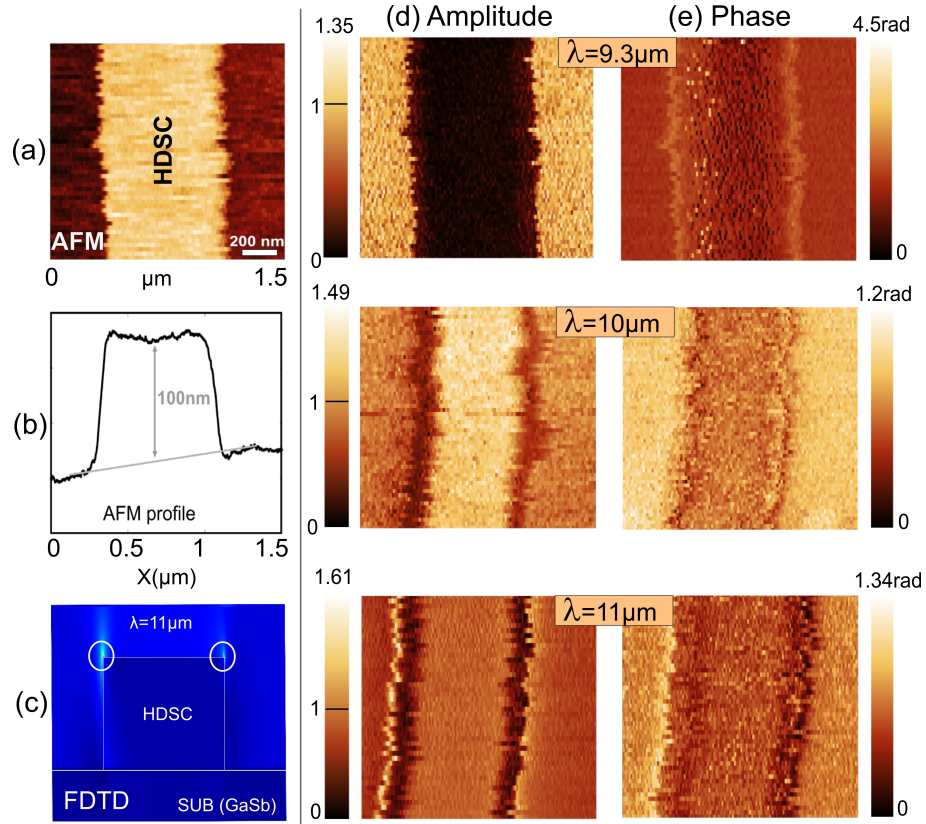 (d) Amplitude
(e) Phase
1.35
λ=9.3µm
4.5rad
1
(a)
HDSC
AFM
200 nm
0
0
0
µm
1.5
1.49
λ=10µm
1.2rad
100nm
1
(b)
AFM profile
0
0
0
0.5
1
1.5
X(µm)
1.61
λ=11µm
1.34rad
λ=11µm
(c)
HDSC
1
FDTD
SUB (GaSb)
0
0